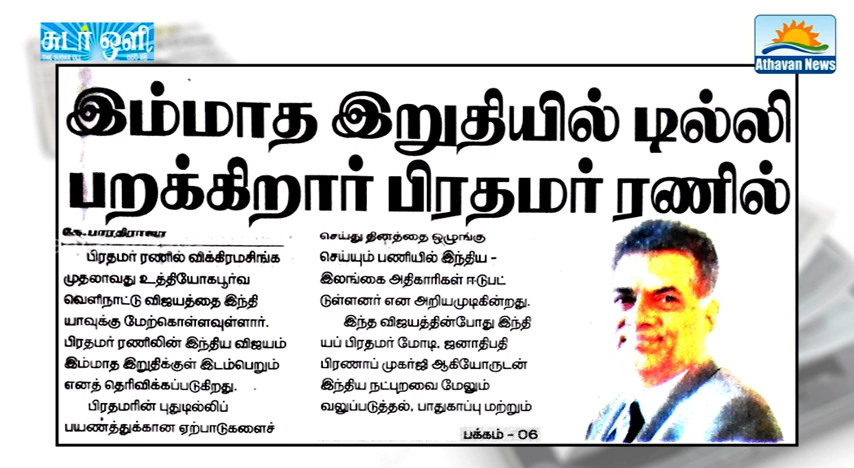 சுடர் ஒளி
Athavan News
இம்மாத இறுதியில் டில்லி
பறக்கிறார் பிரதமர் ரணில்
கே.பாரதிராஜா
பிரதமர் ரணில் விக்கிரமசிங்க
முதலாவது உத்தியோகபூர்வ
வெளிநாட்டு விஜயத்தை இந்தி
யாவுக்கு மேற்கொள்ளவுள்ளார்.
பிரதமர் ரணிலின் இந்திய விஜயம்
இம்மாத இறுதிக்குள் இடம்பெறும்
எனத் தெரிவிக்கப்படுகிறது.
பிரதமரின் புதுடில்லிப்
பயணத்துக்கான ஏற்பாடுகளைச்
செய்து தினத்தை ஒழுங்கு
செய்யும் பணியில் இந்திய -
இலங்கை அதிகாரிகள் ஈடுபட்
டுள்ளனர் என அறியமுடிகின்றது.
இந்த விஜயத்தின்போது இந்தி
யப் பிரதமர் மோடி, ஜனாதிபதி
பிரணாப் முகர்ஜி ஆகியோருடன்
இந்திய நட்புறவை மேலும்
வலுப்படுத்தல், பாதுகாப்பு மற்றும்
பக்கம் - 06